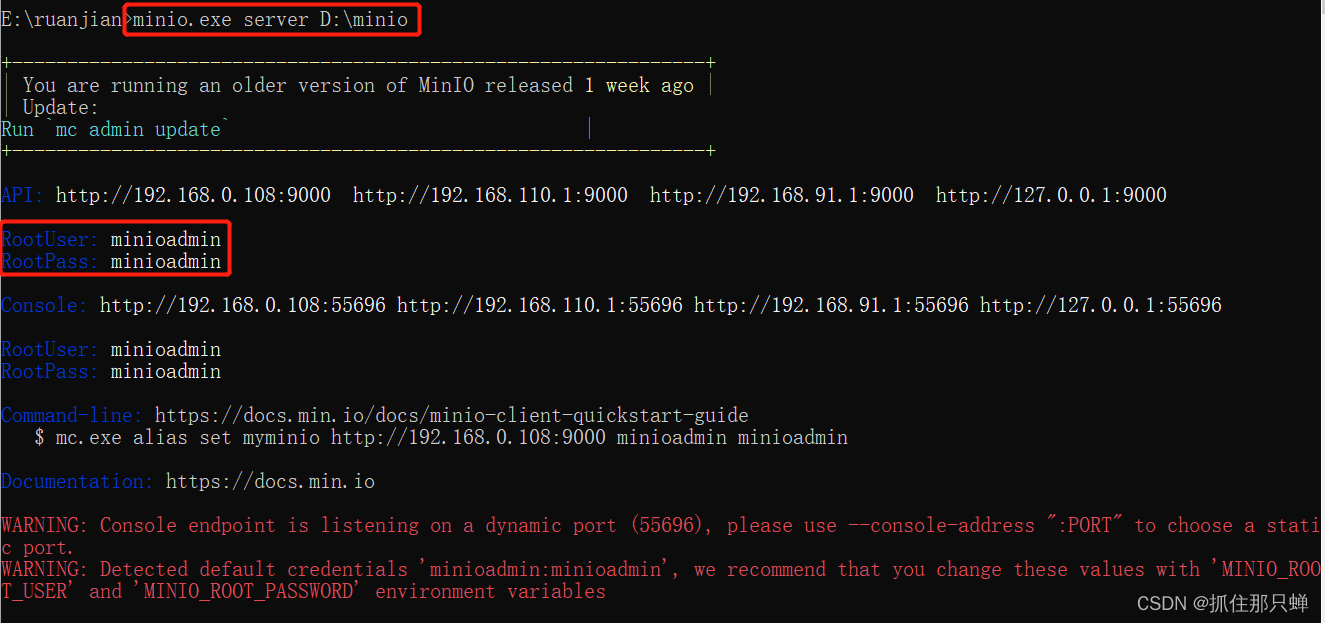 E:\ruanjian>minio.exe server D:\minio
+---------------------------------------------------------------+
| You are running an older version of MinIO released 1 week ago |
| Update:
Run `mc admin update` |
+---------------------------------------------------------------+
API: http://192.168.0.108:9000  http://192.168.110.1:9000  http://192.168.91.1:9000  http://127.0.0.1:9000
RootUser: minioadmin
RootPass: minioadmin
Console: http://192.168.0.108:55696 http://192.168.110.1:55696 http://192.168.91.1:55696 http://127.0.0.1:55696
RootUser: minioadmin
RootPass: minioadmin
Command-line: https://docs.min.io/docs/minio-client-quickstart-guide
$ mc.exe alias set myminio http://192.168.0.108:9000 minioadmin minioadmin
Documentation: https://docs.min.io
WARNING: Console endpoint is listening on a dynamic port (55696), please use --console-address ":PORT" to choose a stati
c port.
WARNING: Detected default credentials 'minioadmin:minioadmin', we recommend that you change these values with 'MINIO_ROO
T_USER' and 'MINIO_ROOT_PASSWORD' environment variables
CSDN @抓住那只蝉